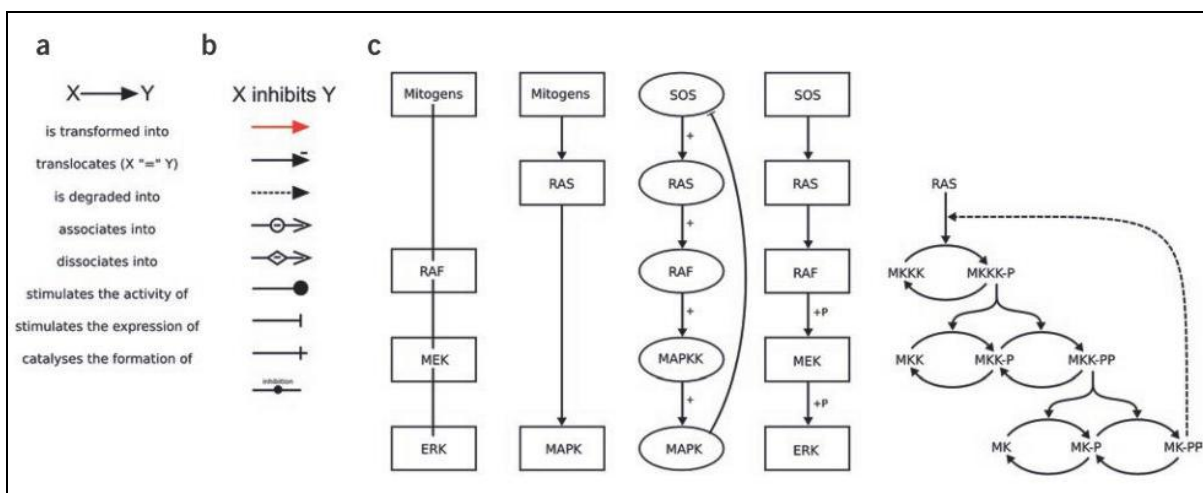 a
X Y
is transformed into
translocates (X "=" Y)
is degraded into
associates into
dissociates into
stimulates the activity of
stimulates the expression of
catalyses the formation of
b
X inhibits Y
inhibition
c
Mitogens
RAF
MEK
ERK
Mitogens
RAS
MAPK
SOS
+
RAS
+
RAF
+
MAPKK
+
MAPK
SOS
RAS
RAF
+P
MEK
+P
ERK
RAS
MKKK MKKK-P
MKK MKK-P MKK-PP
MK MK-P MK-PP